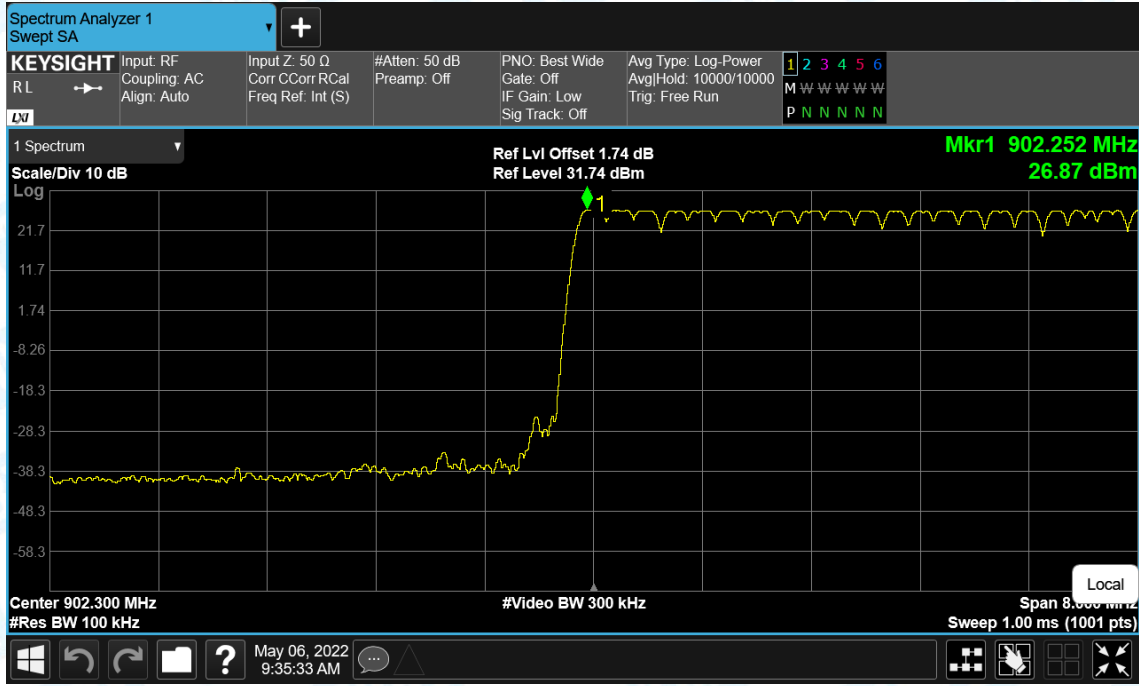 Spectrum Analyzer 1
Swept SA
+
KEYSIGHT
R L
LXI
Input: RF
Coupling: AC
Align: Auto
Input Z: 50 Ω
Corr CCorr RCal
Freq Ref: Int (S)
#Atten: 50 dB
Preamp: Off
PNO: Best Wide
Gate: Off
IF Gain: Low
Sig Track: Off
Avg Type: Log-Power
Avg|Hold: 10000/10000
Trig: Free Run
1 2 3 4 5 6
M W W W W W
P N N N N N N
1 Spectrum
Scale/Div 10 dB
Log
Ref Lvl Offset 1.74 dB
Ref Level 31.74 dBm
Mkr1 902.252 MHz
26.87 dBm
1
21.7
11.7
1.74
-8.26
-18.3
-28.3
-38.3
-48.3
-58.3
Local
Center 902.300 MHz
#Video BW 300 kHz
Span 8.000 MHz
#Res BW 100 kHz
Sweep 1.00 ms (1001 pts)
?
May 06, 2022
9:35:33 AM